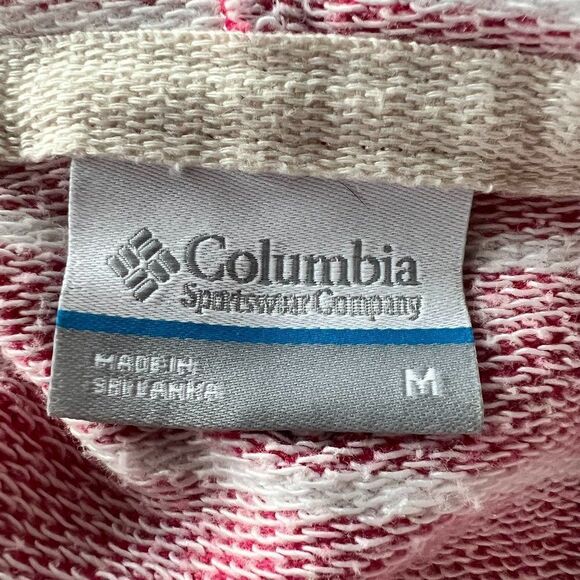 Columbia
Sportswear Company
MADE IN
SRI LANKA
M